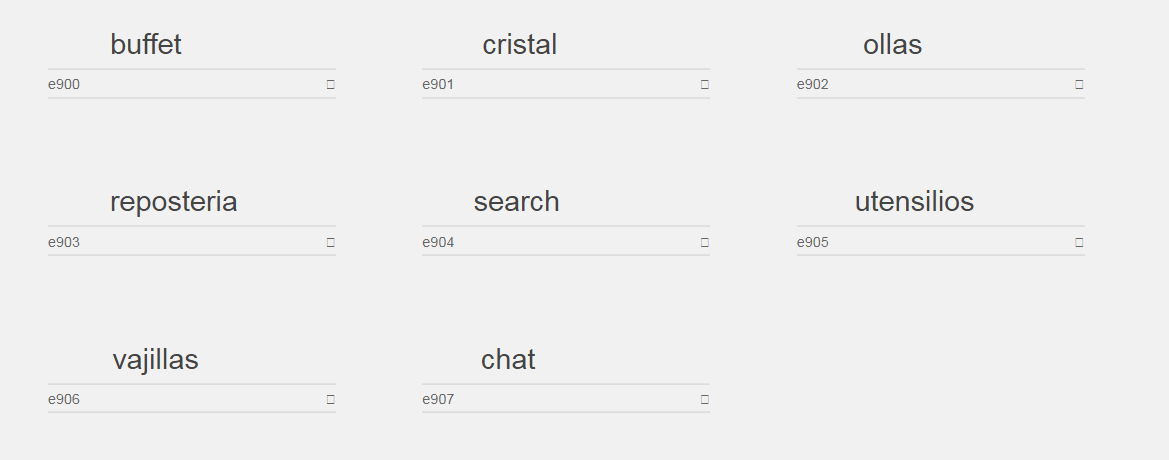 buffet
cristal
ollas
e900
e901
e902
reposteria
search
utensilios
e903
e904
e905
vajillas
chat
e906
e907